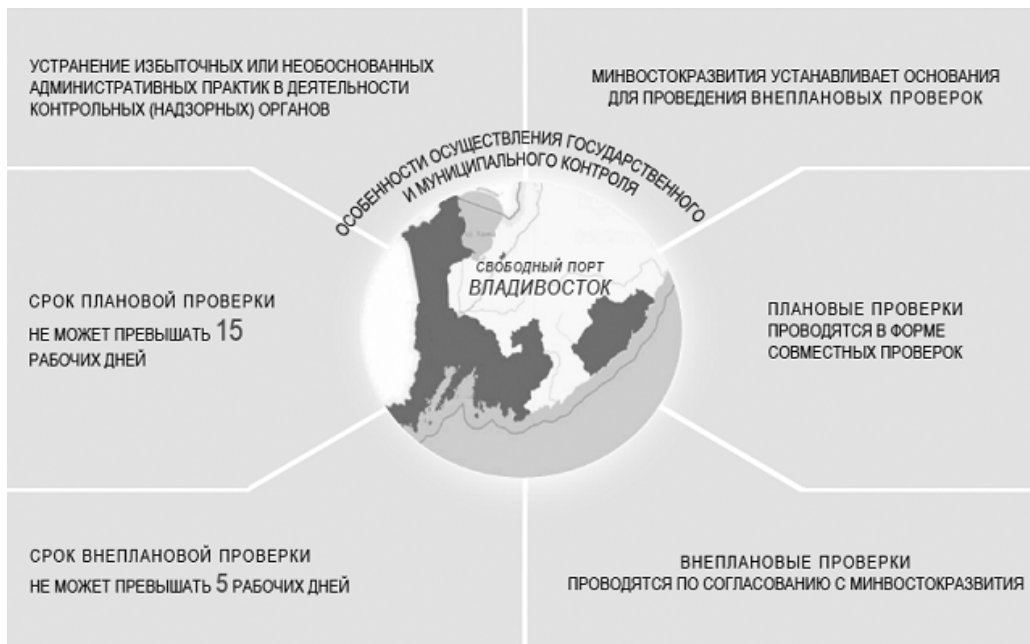 УСТРАНЕНИЕ ИЗБЫТОЧНЫХ ИЛИ НЕОБОСНОВАННЫХ
АДМИНИСТРАТИВНЫХ ПРАКТИК В ДЕЯТЕЛЬНОСТИ
КОНТРОЛЬНЫХ (НАДЗОРНЫХ) ОРГАНОВ
МИНВОСТОКРАЗВИТИЯ УСТАНАВЛИВАЕТ ОСНОВАНИЯ
ДЛЯ ПРОВЕДЕНИЯ ВНЕПЛАНОВЫХ ПРОВЕРОК
ОСОБЕННОСТИ ОСУЩЕСТВЛЕНИЯ ГОСУДАРСТВЕННОГО
И МУНИЦИПАЛЬНОГО КОНТРОЛЯ
СВОБОДНЫЙ ПОРТ
ВЛАДИВОСТОК
СРОК ПЛАНОВОЙ ПРОВЕРКИ
НЕ МОЖЕТ ПРЕВЫШАТЬ 15
РАБОЧИХ ДНЕЙ
ПЛАНОВЫЕ ПРОВЕРКИ
ПРОВОДЯТСЯ В ФОРМЕ
СОВМЕСТНЫХ ПРОВЕРОК
СРОК ВНЕПЛАНОВОЙ ПРОВЕРКИ
НЕ МОЖЕТ ПРЕВЫШАТЬ 5 РАБОЧИХ ДНЕЙ
ВНЕПЛАНОВЫЕ ПРОВЕРКИ
ПРОВОДЯТСЯ ПО СОГЛАСОВАНИЮ С МИНВОСТОКРАЗВИТИЯ